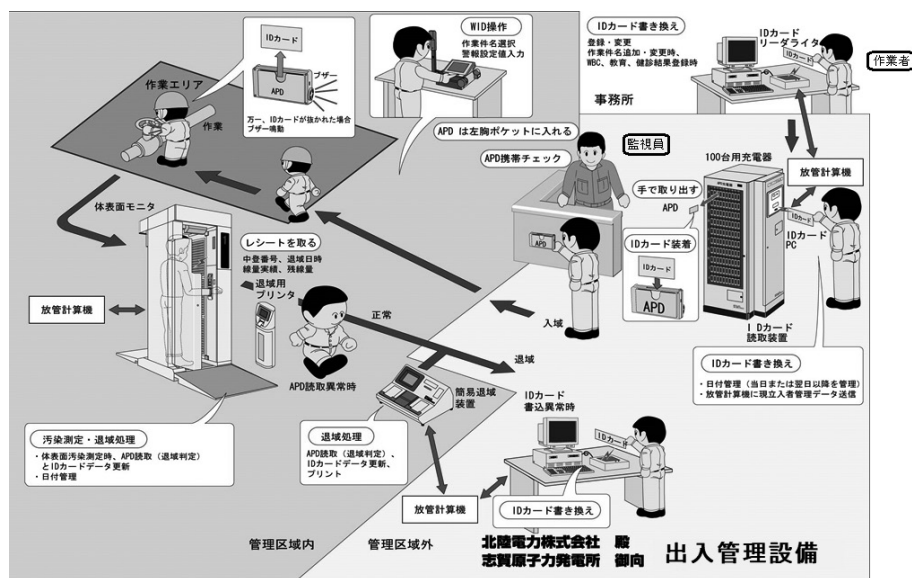 WID操作
作業件名選択
警報設定値入力
IDカード書き換え
登録・変更
作業件名追加・変更時、
WBC、教育、健診結果登録時
IDカード
リーダライタ
IDカード
作業者
事務所
IDカード
ブザー
APD
万一、IDカードが抜かれた場合
ブザー鳴動
作業エリア
作業
APD は左胸ポケットに入れる
監視員
APD携帯チェック
100台用充電器
放管計算機
手で取り出す
APD
IDカード
IDカード
PC
IDカード装着
IDカード
APD
APD
IDカード
読取装置
体表面モニタ
レシートを取る
中登番号、退域日時
線量実績、残線量
退域用
プリンタ
放管計算機
正常
入域
退域
APD読取異常時
簡易退域
装置
IDカード書き換え
・日付管理（当日または翌日以降を管理）
・放管計算機に現立入者管理データ送信
汚染測定・退域処理
・体表面汚染測定時、APD読取（退域判定）
とIDカードデータ更新
・日付管理
退域処理
APD読取（退域判定）、
IDカードデータ更新、
プリント
IDカード
書込異常時
IDカード
放管計算機
IDカード書き換え
管理区域内
管理区域外
北陸電力株式会社 殿
志賀原子力発電所 御向
出入管理設備